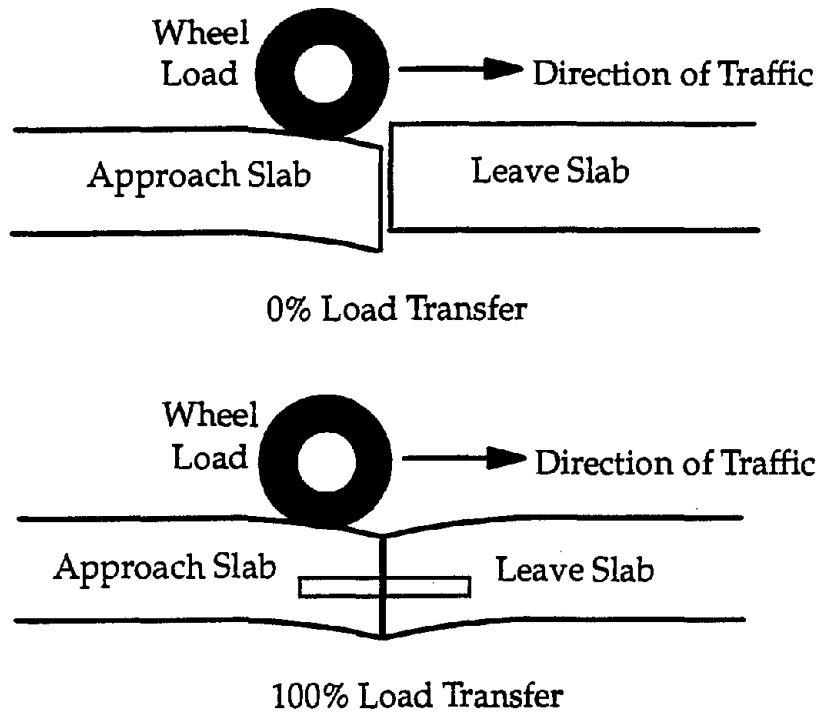 Wheel
Load
Direction of Traffic
Approach Slab
Leave Slab
0% Load Transfer
Wheel
Load
Direction of Traffic
Approach Slab
Leave Slab
100% Load Transfer